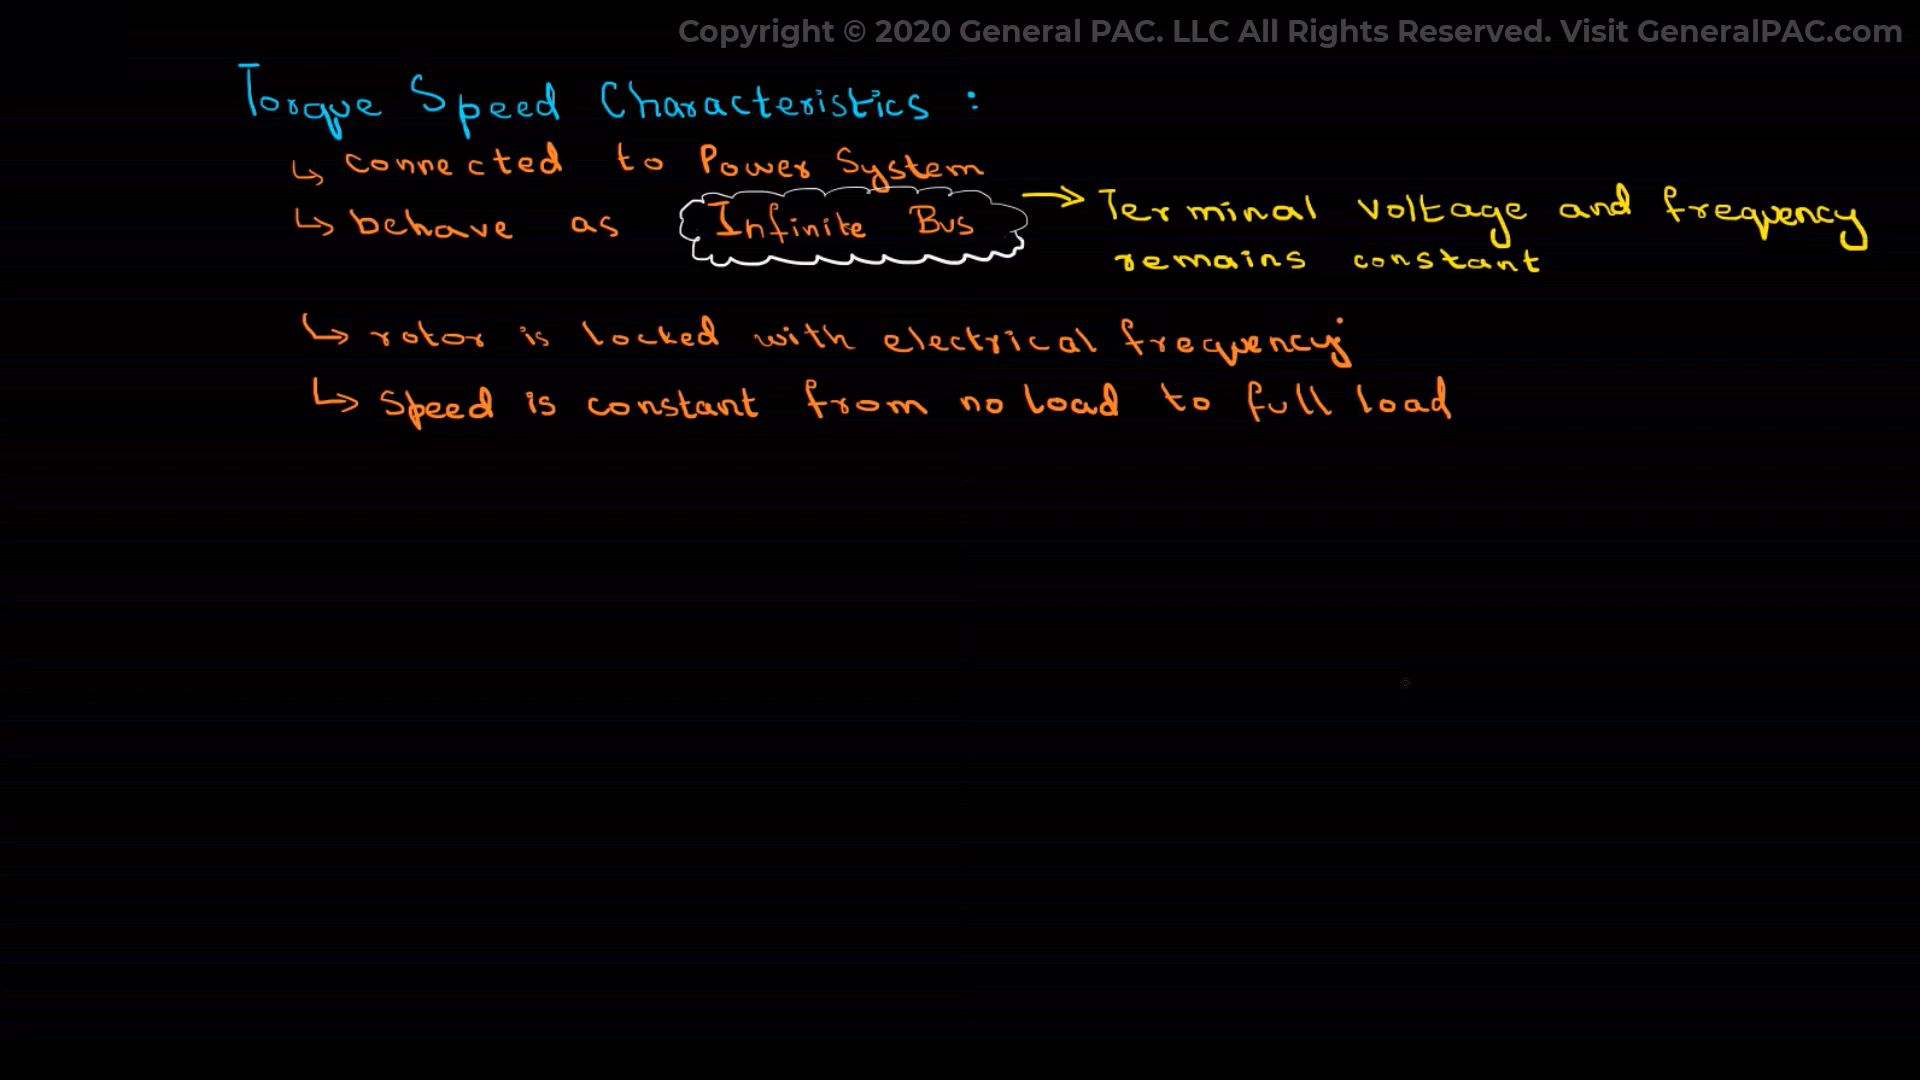 Copyright © 2020 General PAC. LLC All Rights Reserved. Visit GeneralPAC.com
Torque Speed Characteristics :
↳ connected to Power System
↳ behave as Infinite Bus → Terminal voltage and frequency
remains constant
↳ rotor is locked with electrical frequency
↳ speed is constant from no load to full load